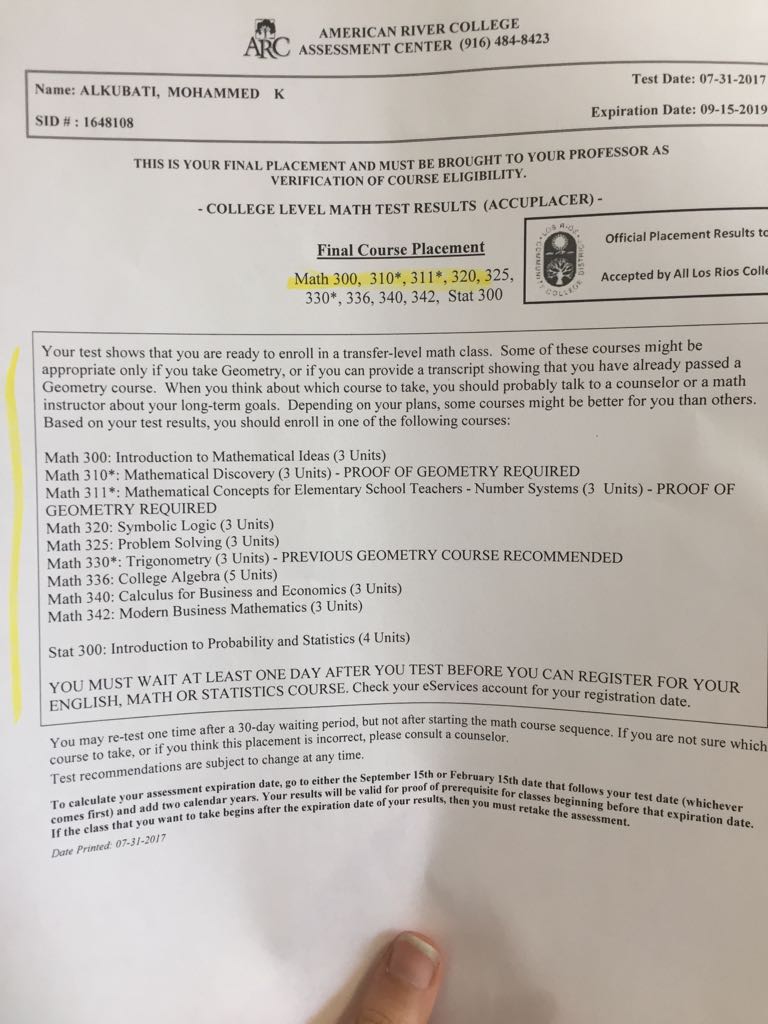 ARC
AMERICAN RIVER COLLEGE
ASSESSMENT CENTER (916) 484-8423
Name: ALKUBATI, MOHAMMED K
Test Date: 07-31-2017
SID # : 1648108
Expiration Date: 09-15-2019
THIS IS YOUR FINAL PLACEMENT AND MUST BE BROUGHT TO YOUR PROFESSOR AS
VERIFICATION OF COURSE ELIGIBILITY.
- COLLEGE LEVEL MATH TEST RESULTS (ACCUPLACER) -
Final Course Placement
Math 300, 310*, 311*, 320, 325,
330*, 336, 340, 342, Stat 300
LOS RIOS COMMUNITY COLLEGE DISTRICT
Official Placement Results to
Accepted by All Los Rios Colle
Your test shows that you are ready to enroll in a transfer-level math class. Some of these courses might be
appropriate only if you take Geometry, or if you can provide a transcript showing that you have already passed a
Geometry course. When you think about which course to take, you should probably talk to a counselor or a math
instructor about your long-term goals. Depending on your plans, some courses might be better for you than others.
Based on your test results, you should enroll in one of the following courses:
Math 300: Introduction to Mathematical Ideas (3 Units)
Math 310*: Mathematical Discovery (3 Units) - PROOF OF GEOMETRY REQUIRED
Math 311*: Mathematical Concepts for Elementary School Teachers - Number Systems (3 Units) - PROOF OF
GEOMETRY REQUIRED
Math 320: Symbolic Logic (3 Units)
Math 325: Problem Solving (3 Units)
Math 330*: Trigonometry (3 Units) - PREVIOUS GEOMETRY COURSE RECOMMENDED
Math 336: College Algebra (5 Units)
Math 340: Calculus for Business and Economics (3 Units)
Math 342: Modern Business Mathematics (3 Units)
Stat 300: Introduction to Probability and Statistics (4 Units)
YOU MUST WAIT AT LEAST ONE DAY AFTER YOU TEST BEFORE YOU CAN REGISTER FOR YOUR
ENGLISH, MATH OR STATISTICS COURSE. Check your eServices account for your registration date.
You may re-test one time after a 30-day waiting period, but not after starting the math course sequence. If you are not sure which
course to take, or if you think this placement is incorrect, please consult a counselor.
Test recommendations are subject to change at any time.
To calculate your assessment expiration date, go to either the September 15th or February 15th date that follows your test date (whichever
comes first) and add two calendar years. Your results will be valid for proof of prerequisite for classes beginning before that expiration date.
If the class that you want to take begins after the expiration date of your results, then you must retake the assessment.
Date Printed: 07-31-2017